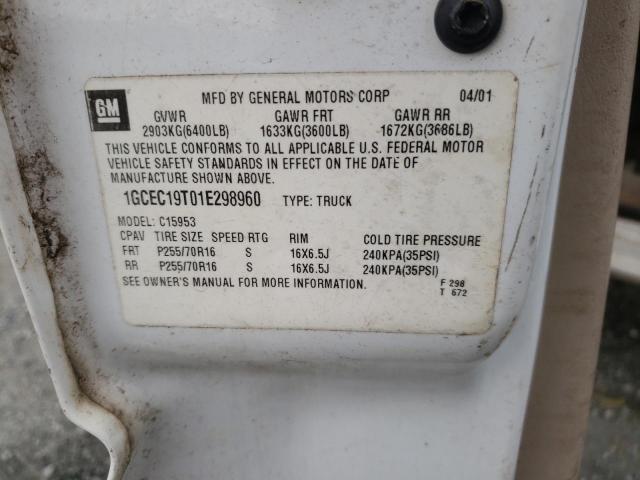 GM
MFD BY GENERAL MOTORS CORP 04/01
GVWR GAWR FRT GAWR RR
2903KG(6400LB) 1633KG(3600LB) 1672KG(3686LB)
THIS VEHICLE CONFORMS TO ALL APPLICABLE U.S. FEDERAL MOTOR
VEHICLE SAFETY STANDARDS IN EFFECT ON THE DATE OF
MANUFACTURE SHOWN ABOVE.
1GCEC19T01E298960 TYPE: TRUCK
MODEL: C15953
CPAV TIRE SIZE SPEED RTG RIM COLD TIRE PRESSURE
FRT P255/70R16 S 16X6.5J 240KPA(35PSI)
RR P255/70R16 S 16X6.5J 240KPA(35PSI)
SEE OWNER'S MANUAL FOR MORE INFORMATION. F 298
T 672